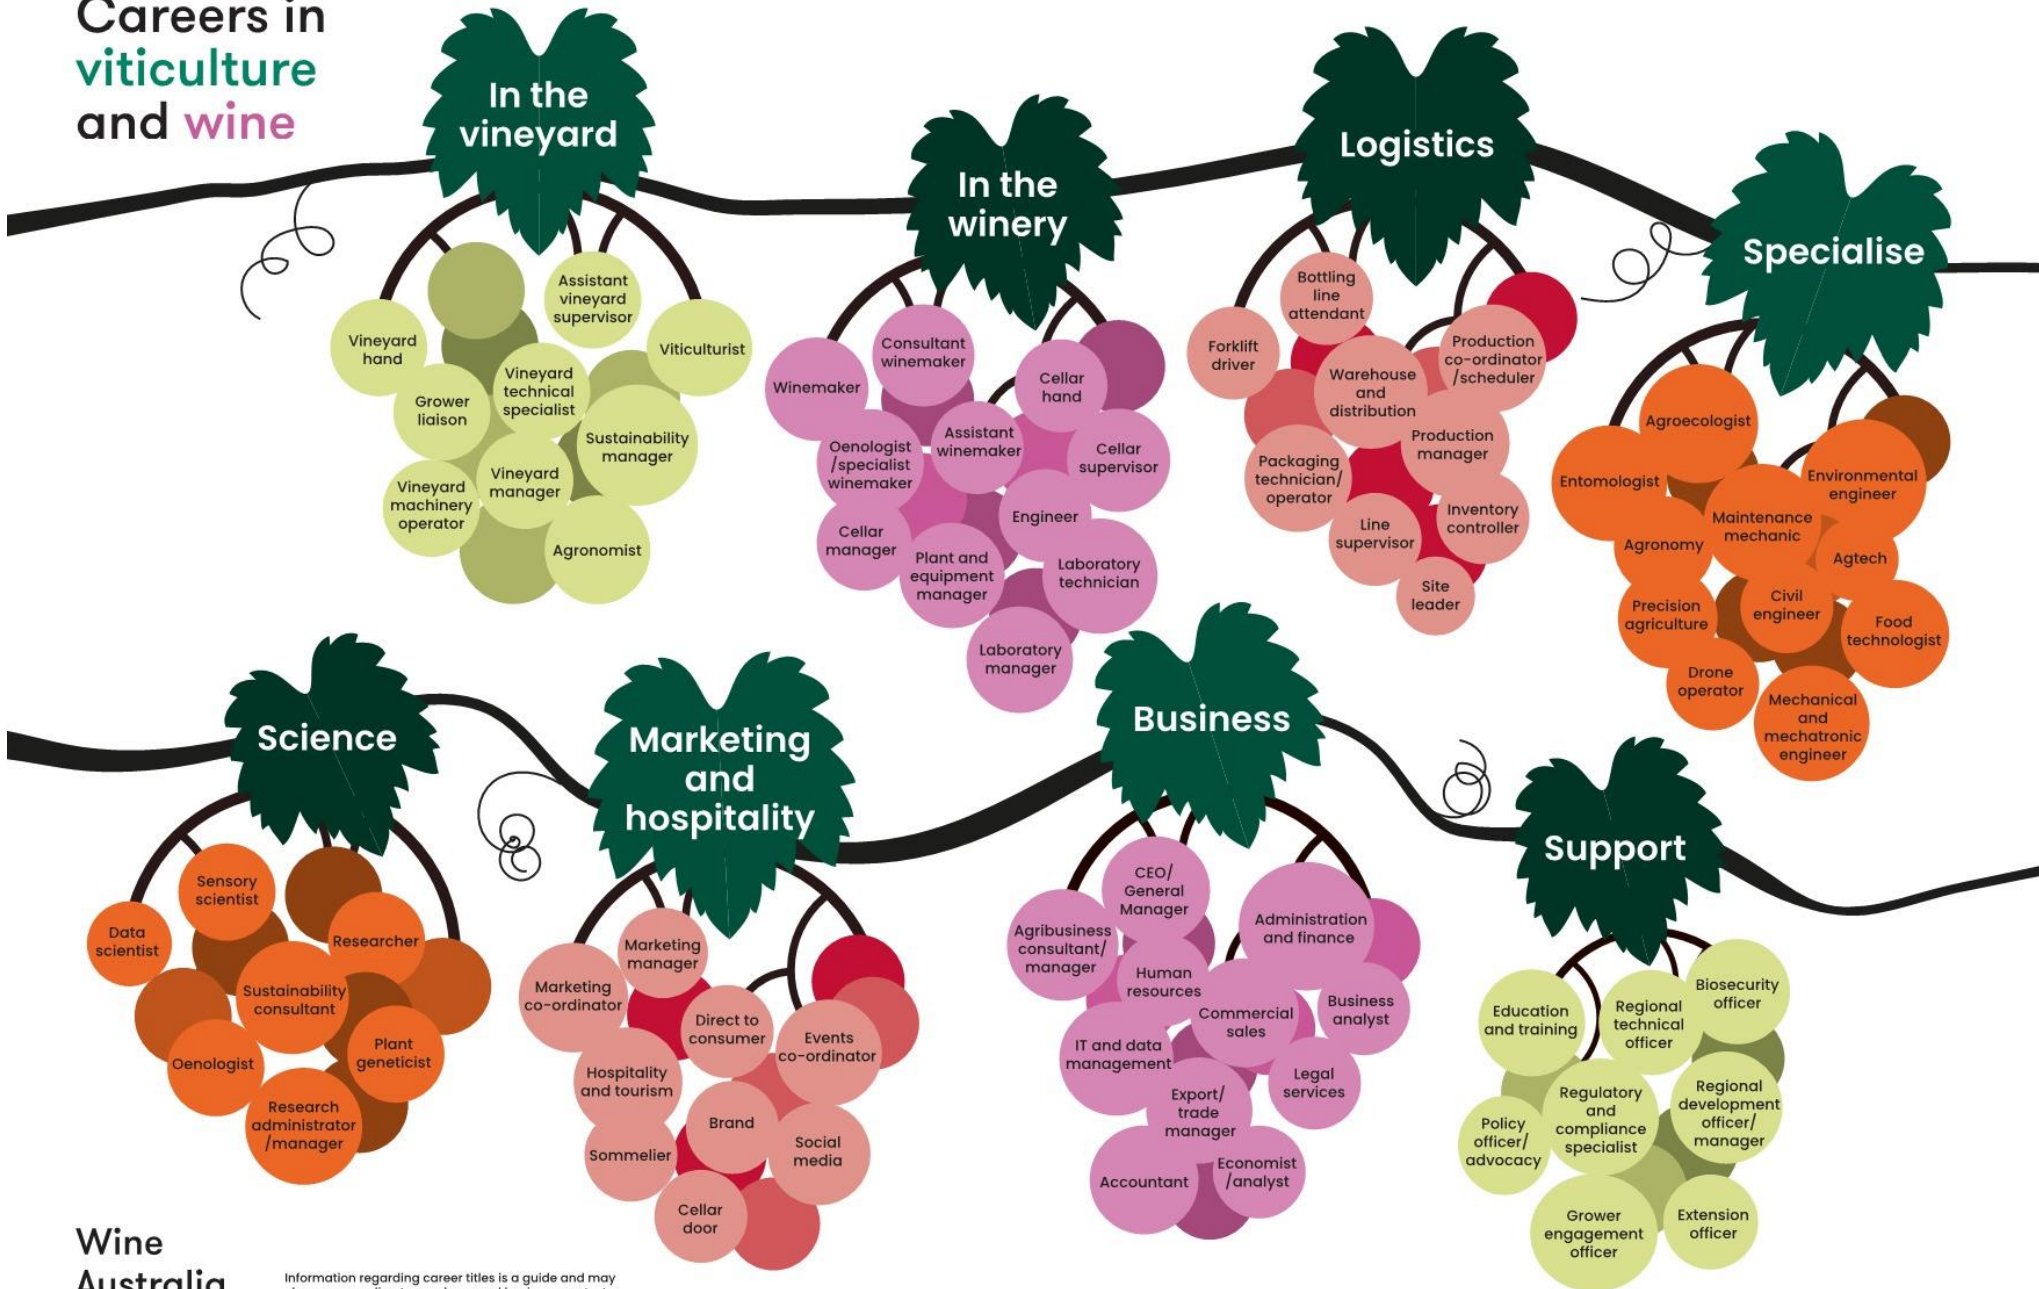 Careers in
viticulture
and wine
In the
vineyard
Vineyard
hand
Assistant
vineyard
supervisor
Viticulturist
Grower
liaison
Vineyard
technical
specialist
Sustainability
manager
Vineyard
machinery
operator
Vineyard
manager
Agronomist
In the
winery
Winemaker
Consultant
winemaker
Cellar
hand
Oenologist
/specialist
winemaker
Assistant
winemaker
Cellar
supervisor
Cellar
manager
Engineer
Plant and
equipment
manager
Laboratory
technician
Laboratory
manager
Logistics
Forklift
driver
Bottling
line
attendant
Production
co-ordinator
/scheduler
Warehouse
and
distribution
Production
manager
Packaging
technician/
operator
Line
supervisor
Inventory
controller
Site
leader
Specialise
Agroecologist
Entomologist
Environmental
engineer
Maintenance
mechanic
Agronomy
Agtech
Precision
agriculture
Civil
engineer
Food
technologist
Drone
operator
Mechanical
and
mechatronic
engineer
Science
Sensory
scientist
Data
scientist
Researcher
Sustainability
consultant
Oenologist
Plant
geneticist
Research
administrator
/manager
Marketing
and
hospitality
Marketing
manager
Marketing
co-ordinator
Direct to
consumer
Events
co-ordinator
Hospitality
and tourism
Brand
Sommelier
Social
media
Cellar
door
Business
CEO/
General
Manager
Agribusiness
consultant/
manager
Administration
and finance
Human
resources
Commercial
sales
Business
analyst
IT and data
management
Legal
services
Export/
trade
manager
Accountant
Economist
/analyst
Support
Education
and training
Regional
technical
officer
Biosecurity
officer
Policy
officer/
advocacy
Regulatory
and
compliance
specialist
Regional
development
officer/
manager
Grower
engagement
officer
Extension
officer
Wine
Australia
Information regarding career titles is a guide and may